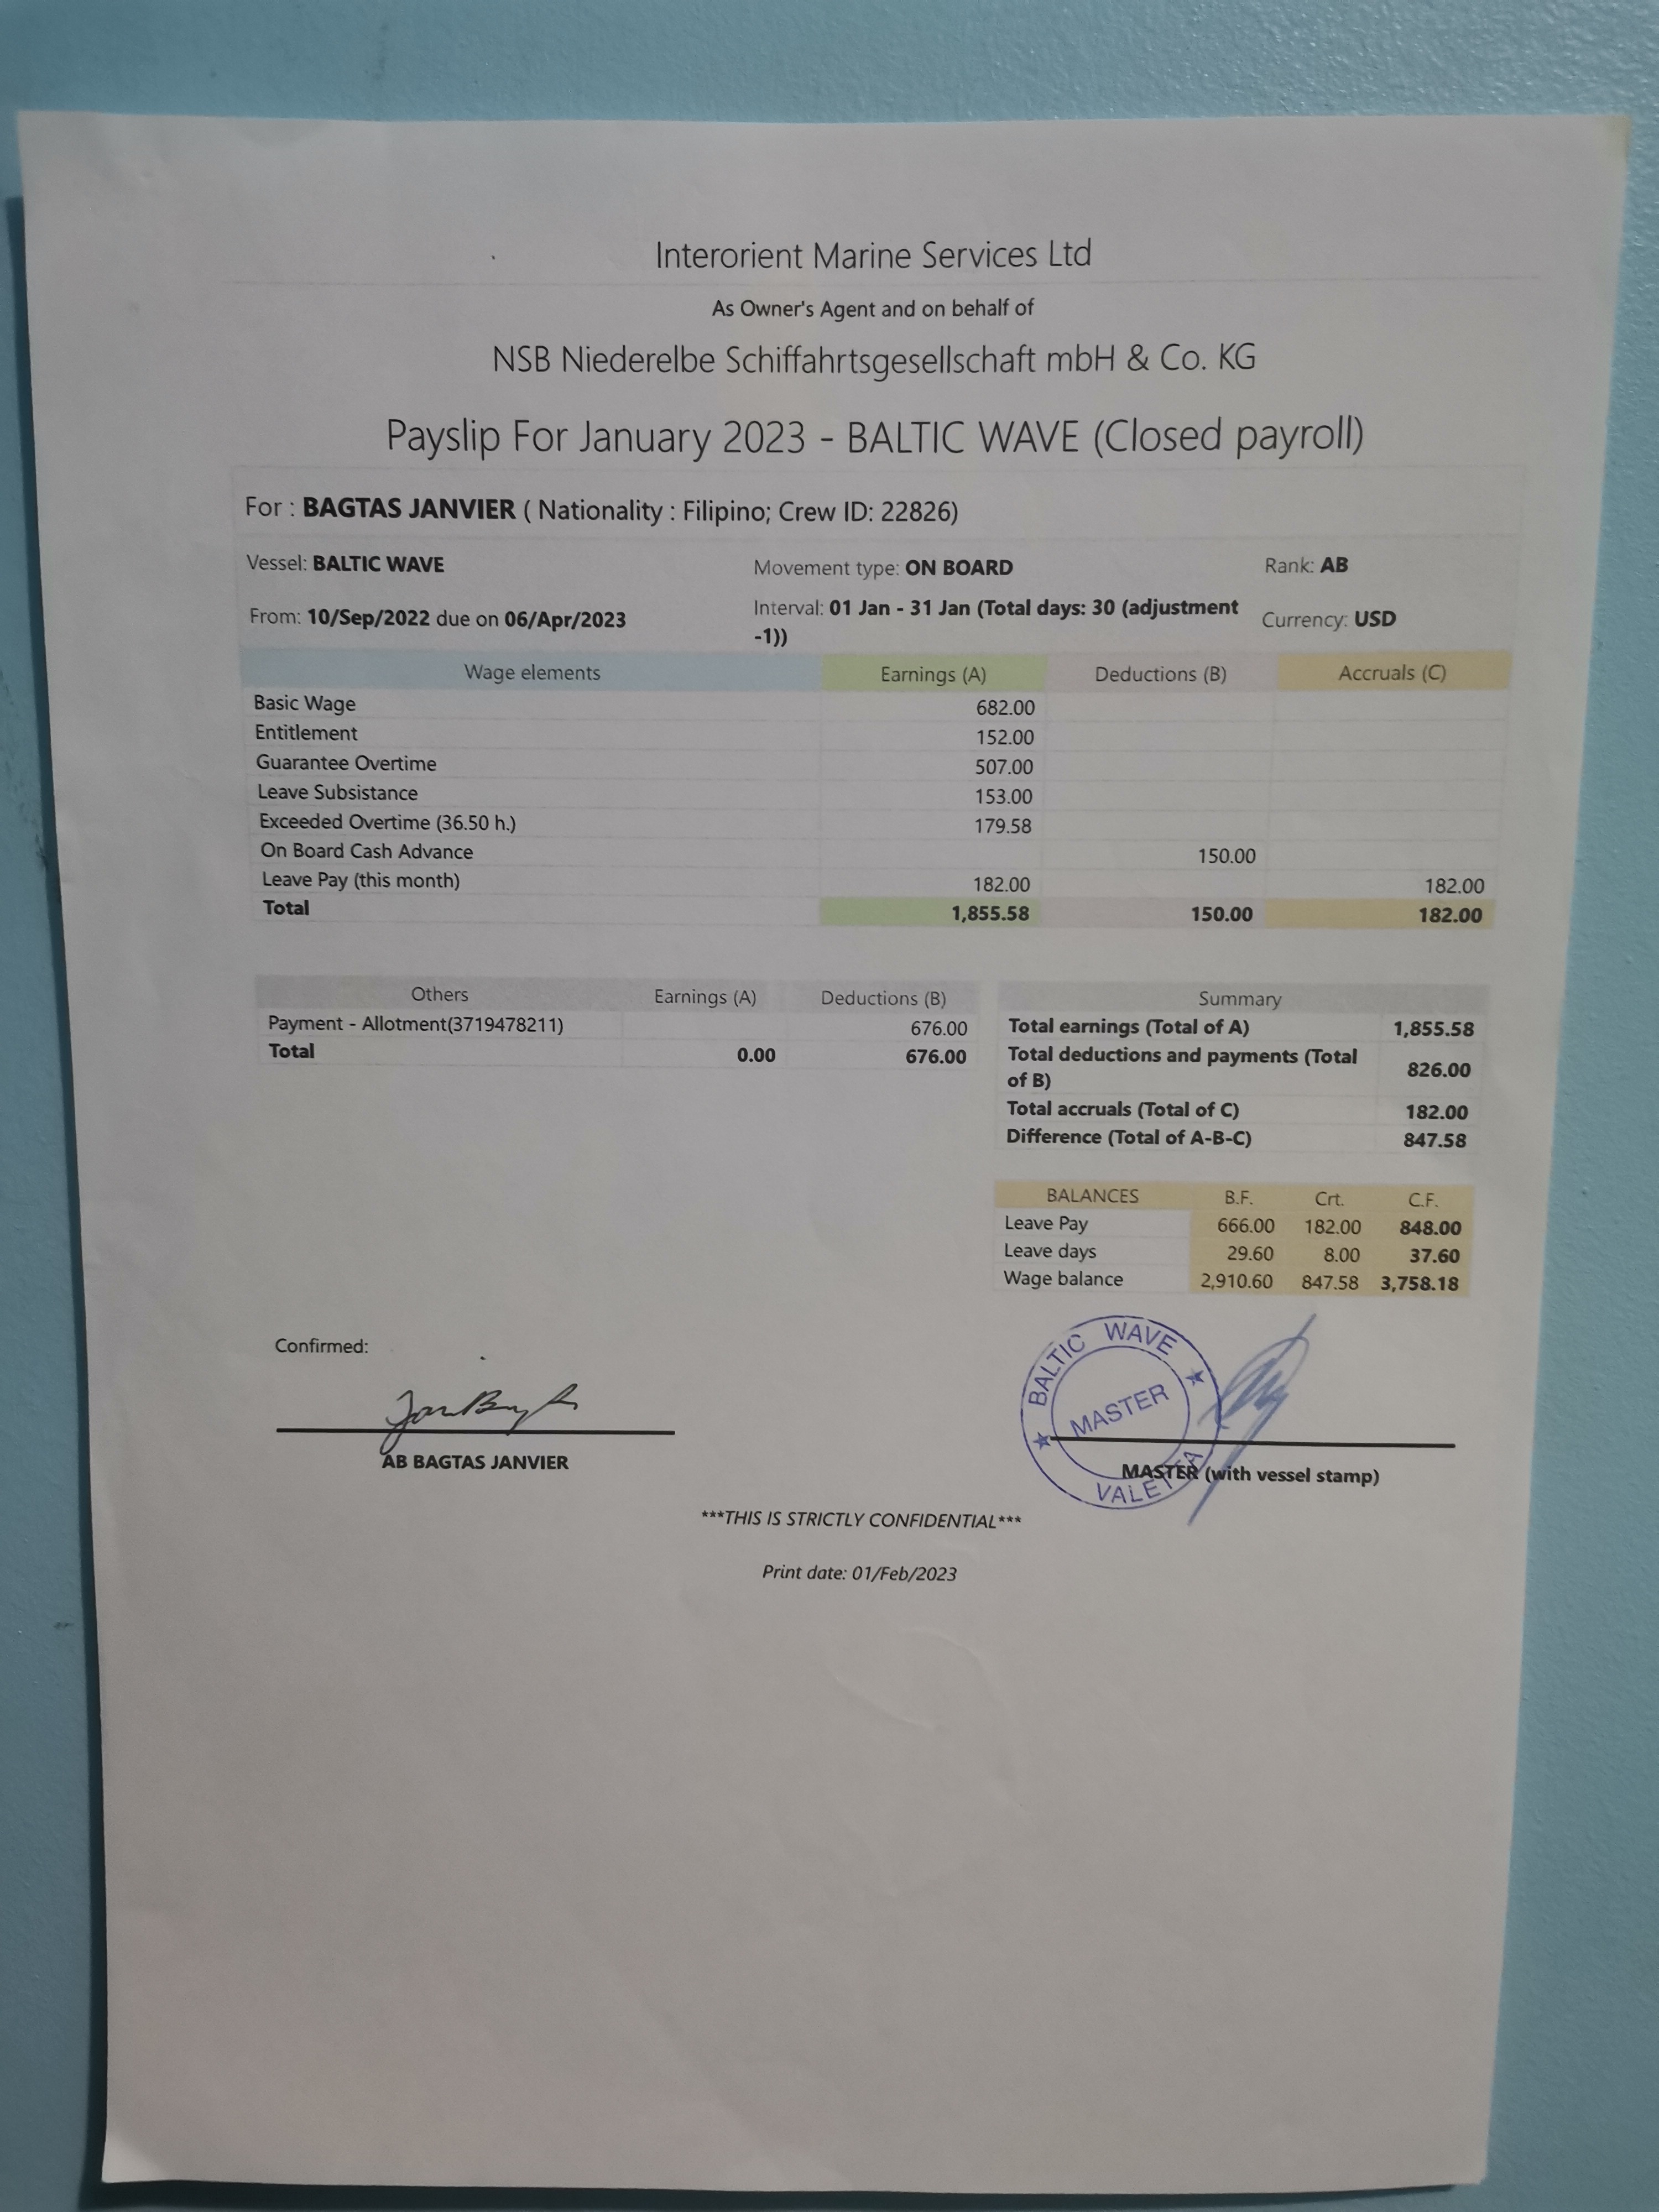 Interorient Marine Services Ltd
As Owner's Agent and on behalf of
NSB Niederelbe Schiffahrtsgesellschaft mbH & Co. KG
Payslip For January 2023 - BALTIC WAVE (Closed payroll)
For : BAGTAS JANVIER ( Nationality : Filipino; Crew ID: 22826)
Vessel: BALTIC WAVE Movement type: ON BOARD Rank: AB
From: 10/Sep/2022 due on 06/Apr/2023 Interval: 01 Jan - 31 Jan (Total days: 30 (adjustment -1)) Currency: USD
Wage elements Earnings (A) Deductions (B) Accruals (C)
Basic Wage 682.00
Entitlement 152.00
Guarantee Overtime 507.00
Leave Subsistance 153.00
Exceeded Overtime (36.50 h.) 179.58
On Board Cash Advance 150.00
Leave Pay (this month) 182.00 182.00
Total 1,855.58 150.00 182.00
Others Earnings (A) Deductions (B)
Payment - Allotment(3719478211) 676.00
Total 0.00 676.00
Summary
Total earnings (Total of A) 1,855.58
Total deductions and payments (Total of B) 826.00
Total accruals (Total of C) 182.00
Difference (Total of A-B-C) 847.58
BALANCES B.F. Crt. C.F.
Leave Pay 666.00 182.00 848.00
Leave days 29.60 8.00 37.60
Wage balance 2,910.60 847.58 3,758.18
Confirmed:
AB BAGTAS JANVIER
BALTIC WAVE
MASTER
VALETTA
MASTER (with vessel stamp)
***THIS IS STRICTLY CONFIDENTIAL***
Print date: 01/Feb/2023